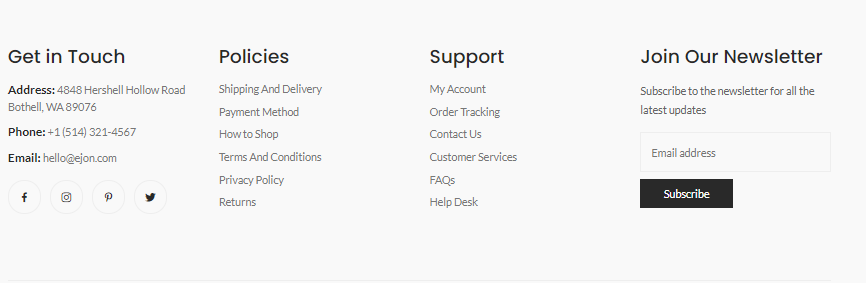 Get in Touch
Address: 4848 Hershell Hollow Road
Bothell, WA 89076
Phone: +1 (514) 321-4567
Email: hello@ejon.com
Policies
Shipping And Delivery
Payment Method
How to Shop
Terms And Conditions
Privacy Policy
Returns
Support
My Account
Order Tracking
Contact Us
Customer Services
FAQs
Help Desk
Join Our Newsletter
Subscribe to the newsletter for all the
latest updates
Email address
Subscribe